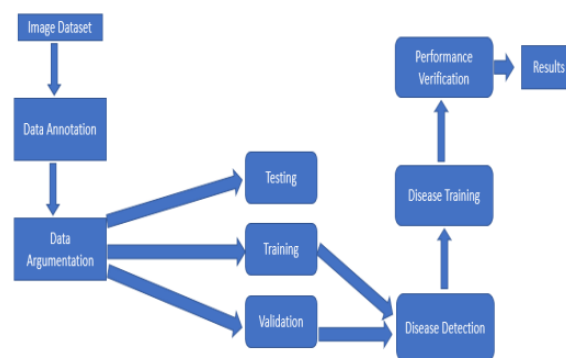 Image Dataset
Data Annotation
Data
Argumentation
Testing
Training
Validation
Disease Detection
Disease Training
Performance
Verification
Results